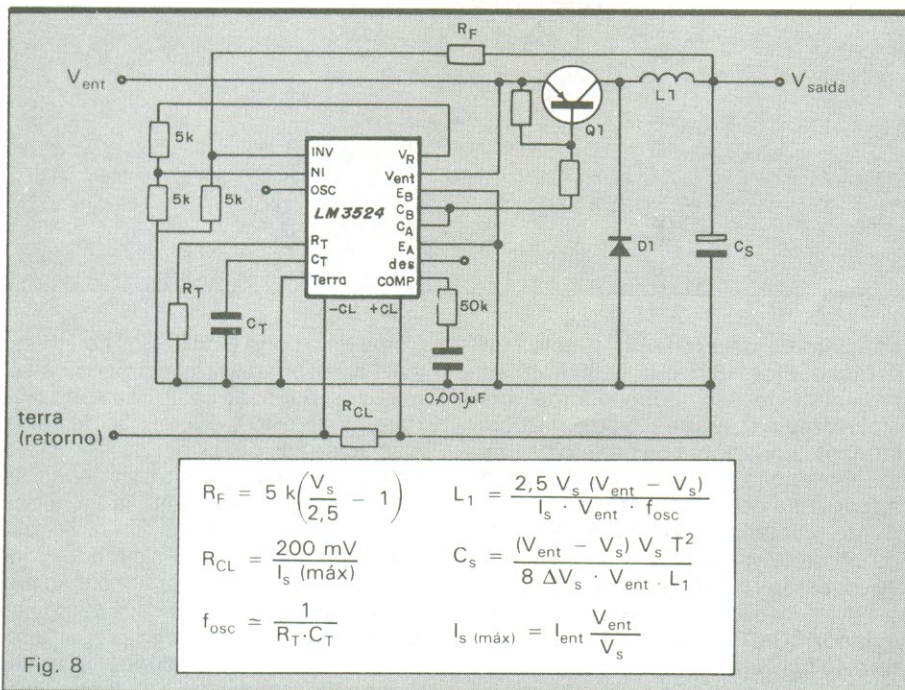 R_F
V_ent
V_saída
L1
Q1
5k
5k
5k
INV
NI
OSC
LM3524
R_T
C_T
Terra
-CL +CL
V_R
V_ent
E_B
C_B
C_A
E_A
des
COMP
D1
C_S
R_T
C_T
50k
0,001µF
terra
(retorno)
R_CL
R_F = 5 k(V_s/2,5 - 1)
L_1 = 2,5 V_s (V_ent - V_s)/I_s · V_ent · f_osc
R_CL = 200 mV/I_s (máx)
C_s = (V_ent - V_s) V_s T²/8 ΔV_s · V_ent . L_1
f_osc ≃ 1/R_T·C_T
I_s (máx) = I_ent V_ent/V_s
Fig. 8